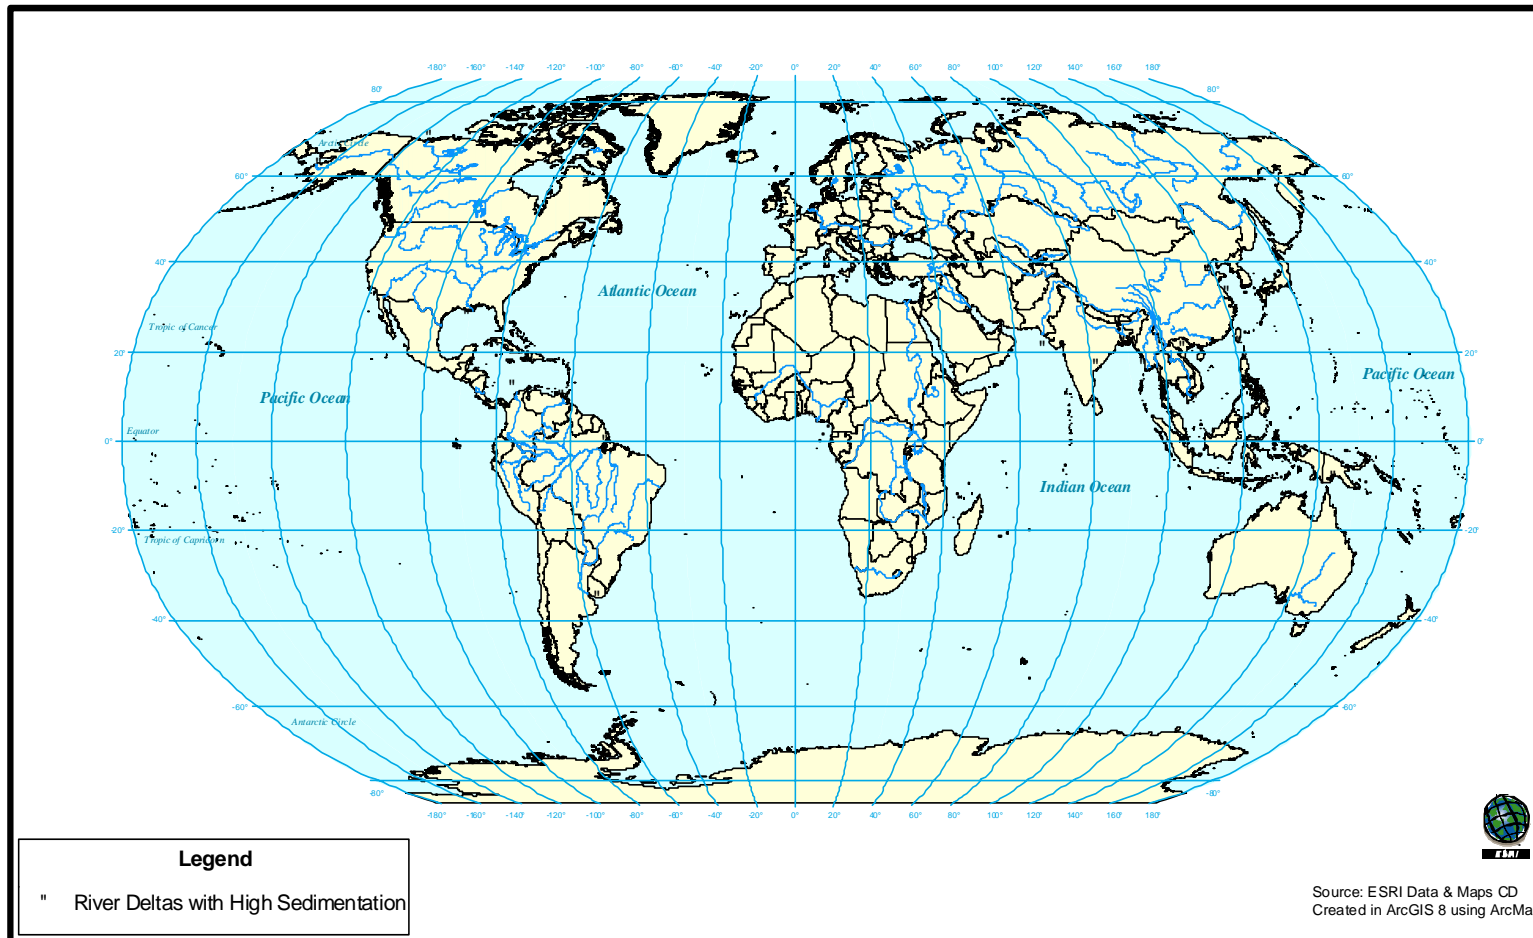 -180° -160° -140° -120° -100° -80° -60° -40° -20° 0° 20° 40° 60° 80° 100° 120° 140° 160° 180°
80° 80°
Arctic Circle
60° 60°
40° 40°
Atlantic Ocean
Tropic of Cancer
20° 20°
Pacific Ocean
Pacific Ocean
Equator
0° 0°
Indian Ocean
-20° -20°
Tropic of Capricorn
-40° -40°
-60° -60°
Antarctic Circle
-80° -80°
-180° -160° -140° -120° -100° -80° -60° -40° -20° 0° 20° 40° 60° 80° 100° 120° 140° 160° 180°
ESRI
Legend
" River Deltas with High Sedimentation
Source: ESRI Data & Maps CD
Created in ArcGIS 8 using ArcMa